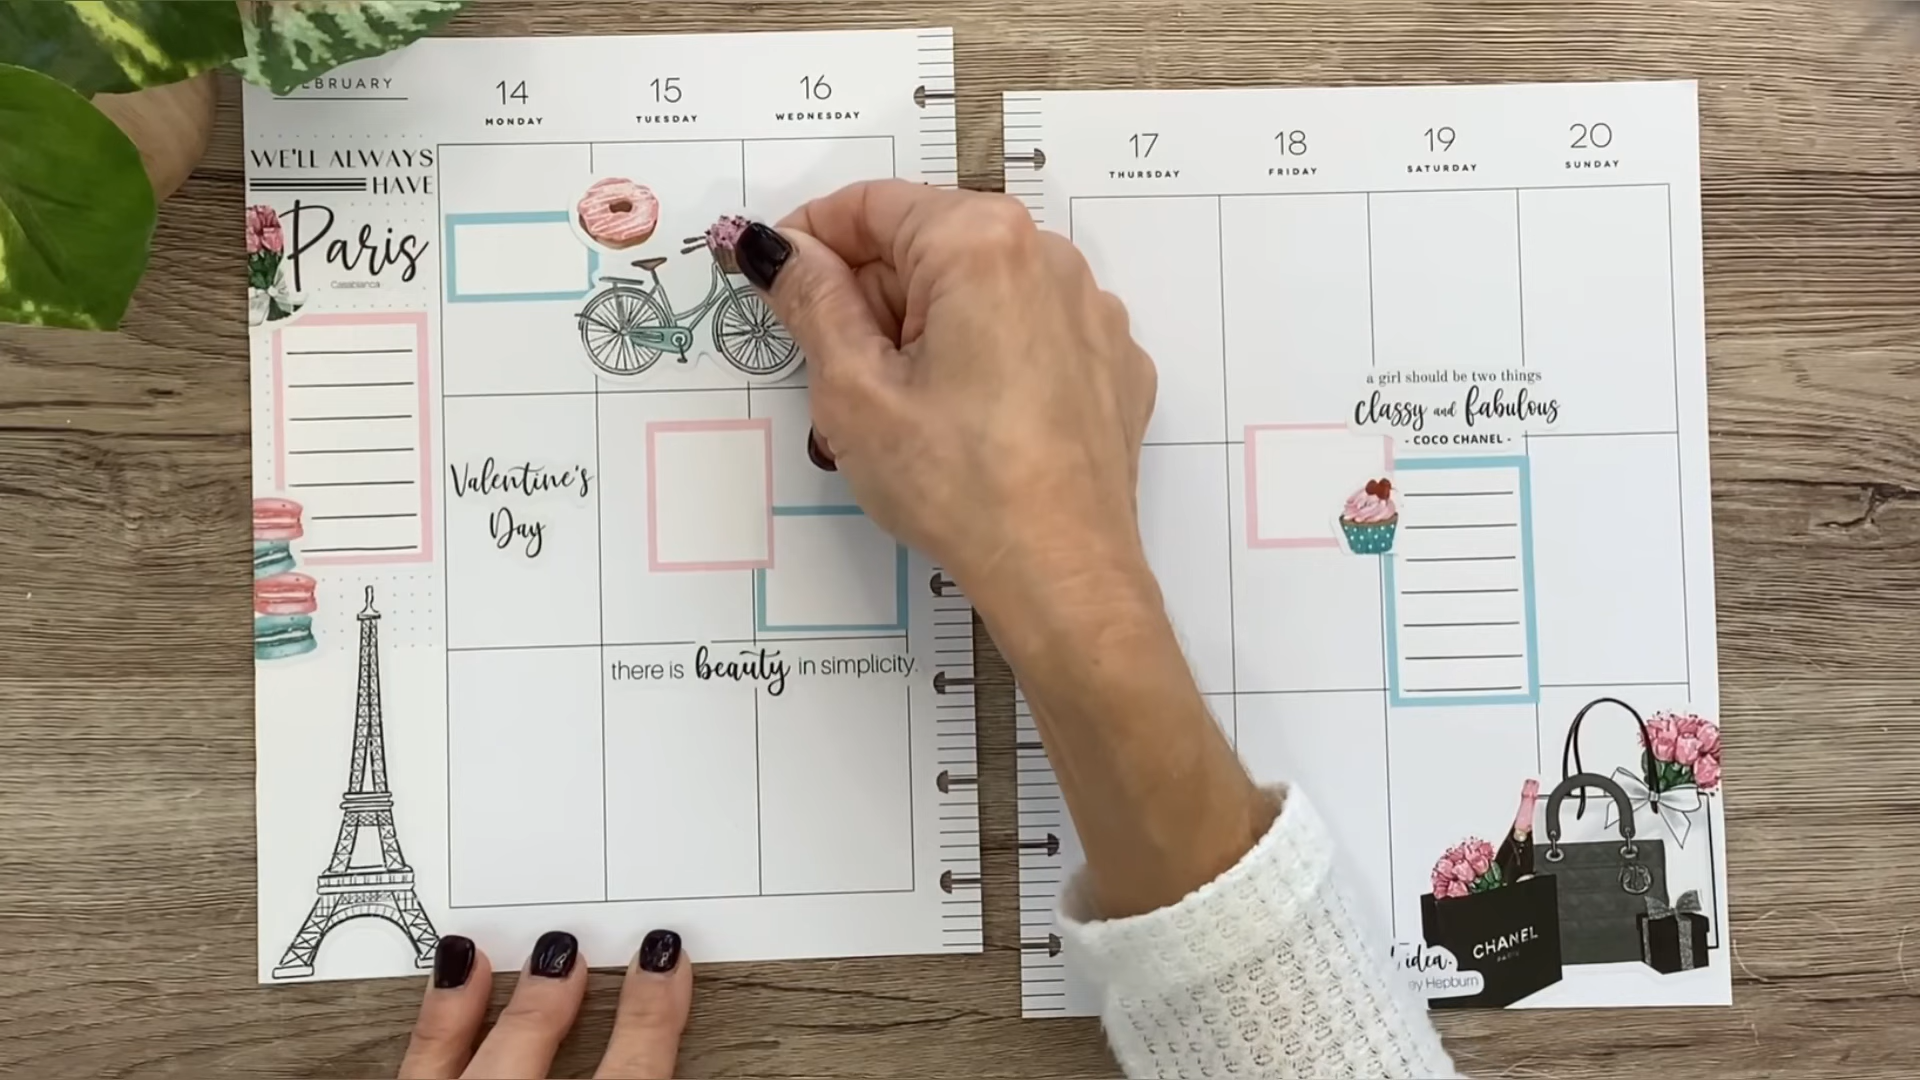 EBRUARY
14
MONDAY
15
TUESDAY
16
WEDNESDAY
WE'LL ALWAYS
HAVE
Paris
Casablanca
Valentine's
Day
there is beauty in simplicity.
17
THURSDAY
18
FRIDAY
19
SATURDAY
20
SUNDAY
a girl should be two things
classy and fabulous
- COCO CHANEL -
CHANEL
PARIS
idea.
ey Hepburn